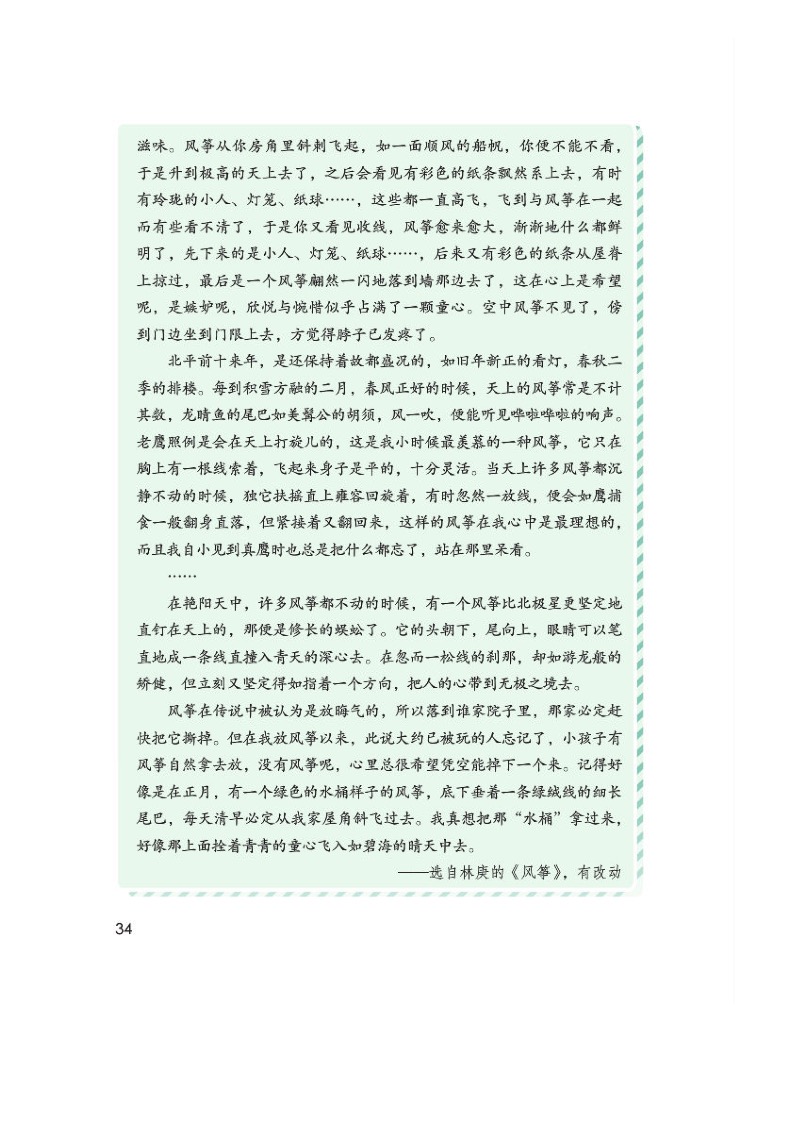 滋味。风筝从你房角里斜刺飞起，如一面顺风的船帆，你便不能不看，
于是升到极高的天上去了，之后会看见有彩色的纸条飘然系上去，有时
有玲珑的小人、灯笼、纸球……，这些都一直高飞，飞到与风筝在一起
而有些看不清了，于是你又看见收线，风筝愈来愈大，渐渐地什么都鲜
明了，先下来的是小人、灯笼、纸球……，后来又有彩色的纸条从屋脊
上掠过，最后是一个风筝翩然一闪地落到墙那边去了，这在心上是希望
呢，是嫉妒呢，欣悦与惋惜似乎占满了一颗童心。空中风筝不见了，傍
到门边坐到门限上去，方觉得脖子已发疼了。
北平前十来年，是还保持着故都盛况的，如旧年新正的看灯，春秋二
季的排楼。每到积雪方融的二月，春风正好的时候，天上的风筝常是不计
其数，龙睛鱼的尾巴如美髯公的胡须，风一吹，便能听见哗啦哗啦的响声。
老鹰照例是会在天上打旋儿的，这是我小时候最羡慕的一种风筝，它只在
胸上有一根线索着，飞起来身子是平的，十分灵活。当天上许多风筝都沉
静不动的时候，独它扶摇直上雍容回旋着，有时忽然一放线，便会如鹰捕
食一般翻身直落，但紧接着又翻回来，这样的风筝在我心中是最理想的，
而且我自小见到真鹰时也总是把什么都忘了，站在那里呆看。
……
在艳阳天中，许多风筝都不动的时候，有一个风筝比北极星更坚定地
直钉在天上的，那便是修长的蜈蚣了。它的头朝下，尾向上，眼睛可以笔
直地成一条线直撞入青天的深心去。在忽而一松线的刹那，却如游龙般的
矫健，但立刻又坚定得如指着一个方向，把人的心带到无极之境去。
风筝在传说中被认为是放晦气的，所以落到谁家院子里，那家必定赶
快把它撕掉。但在我放风筝以来，此说大约已被玩的人忘记了，小孩子有
风筝自然拿去放，没有风筝呢，心里总很希望凭空能掉下一个来。记得好
像是在正月，有一个绿色的水桶样子的风筝，底下垂着一条绿绒线的细长
尾巴，每天清早必定从我家屋角斜飞过去。我真想把那“水桶”拿过来，
好像那上面拴着青青的童心飞入如碧海的晴天中去。
——选自林庚的《风筝》，有改动
34